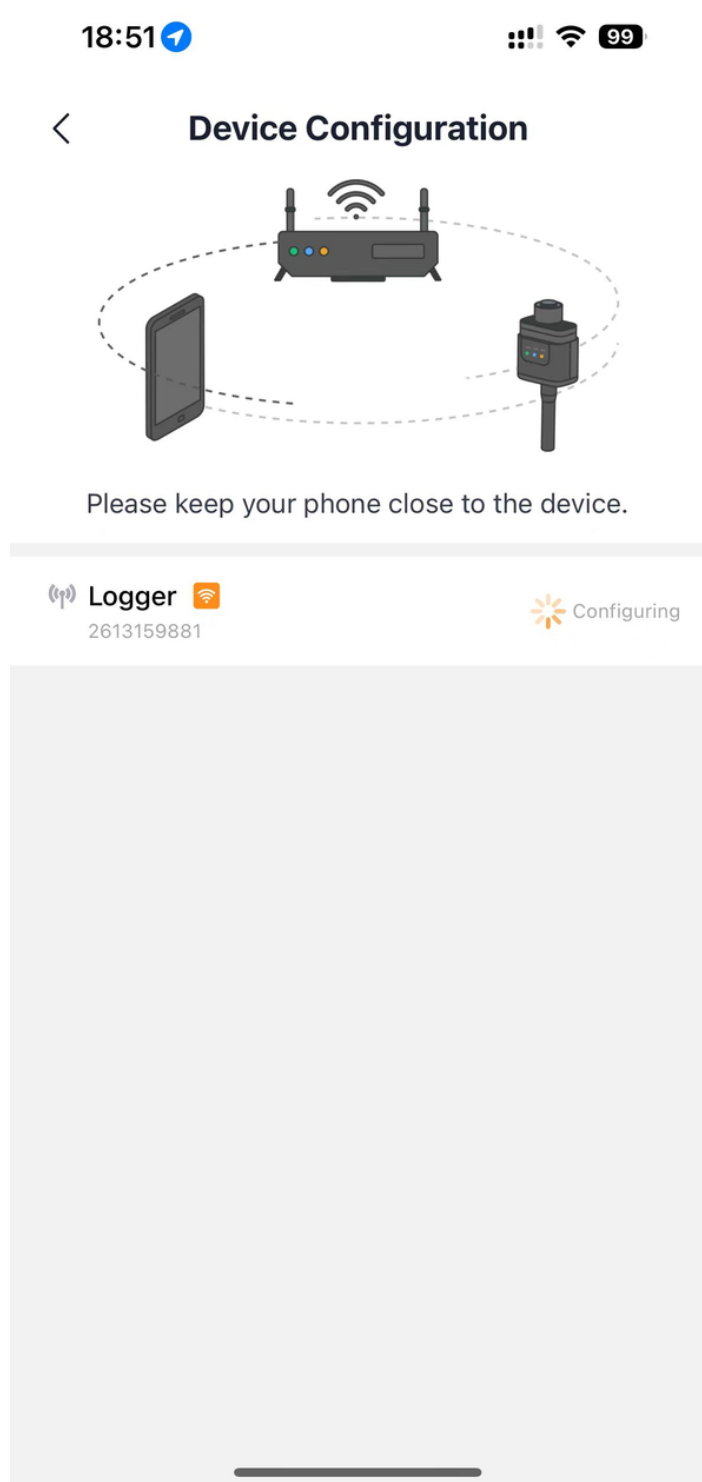 18:51
99
Device Configuration
Please keep your phone close to the device.
Logger
2613159881
Configuring